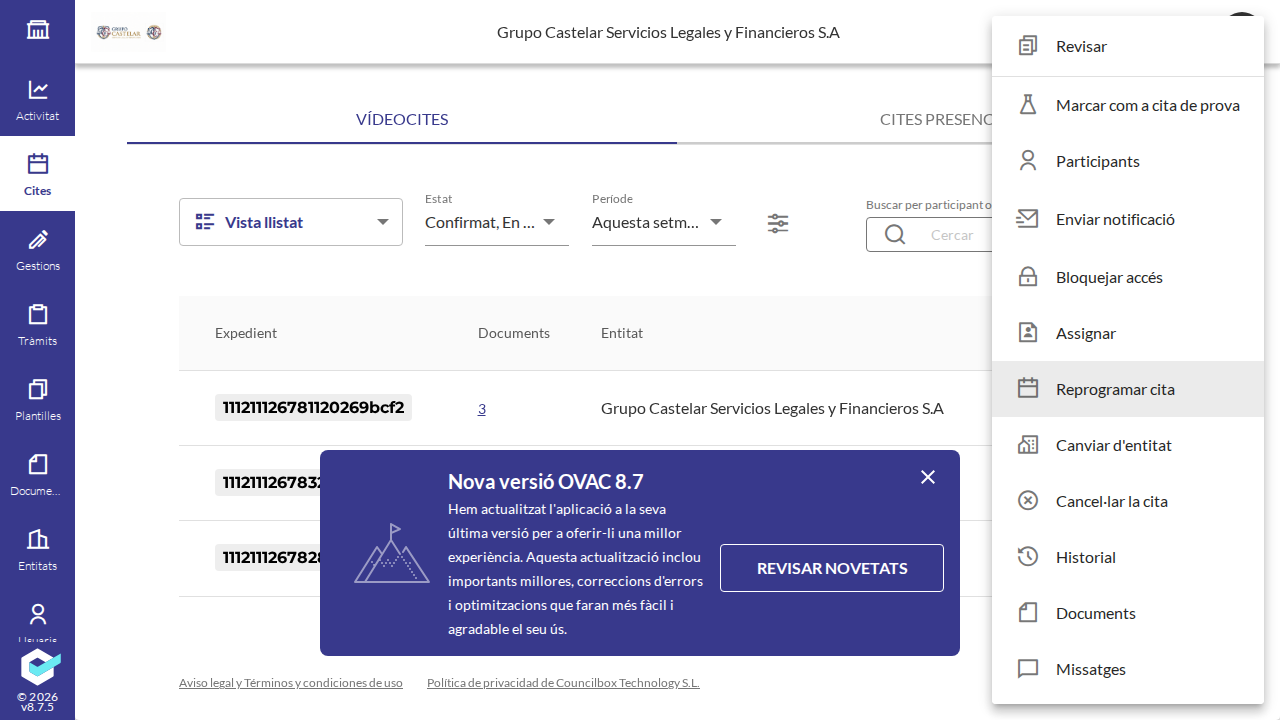 Activitat
Cites
Gestions
Tràmits
Plantilles
Docume...
Entitats
Usuaris
© 2026
v8.7.5
GRUPO
CASTELAR
Grupo Castelar Servicios Legales y Financieros S.A
VÍDEOCITES
CITES PRESENC
Vista llistat
Estat
Confirmat, En ...
Període
Aquesta setm...
Buscar per participant o
Cercar
Expedient
Documents
Entitat
111211126781120269bcf2
3
Grupo Castelar Servicios Legales y Financieros S.A
Nova versió OVAC 8.7
Hem actualitzat l'aplicació a la seva
última versió per a oferir-li una millor
experiència. Aquesta actualització inclou
importants millores, correccions d'errors
i optimitzacions que faran més fàcil i
agradable el seu ús.
REVISAR NOVETATS
Aviso legal y Términos y condiciones de uso
Política de privacidad de Councilbox Technology S.L.
Revisar
Marcar com a cita de prova
Participants
Enviar notificació
Bloquejar accés
Assignar
Reprogramar cita
Canviar d'entitat
Cancel·lar la cita
Historial
Documents
Missatges